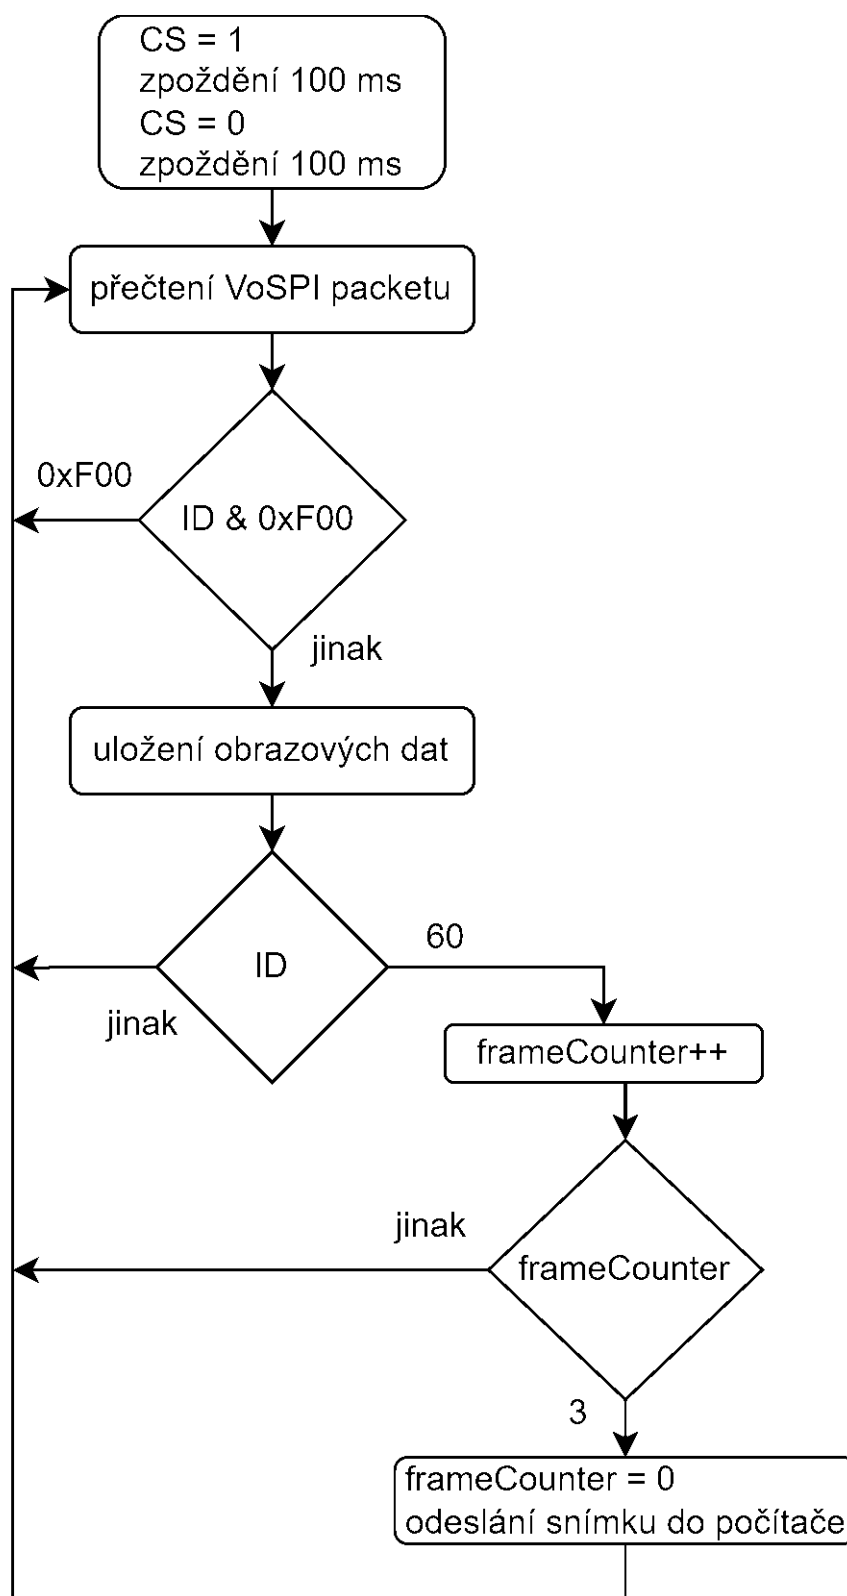 CS = 1
zpoždění 100 ms
CS = 0
zpoždění 100 ms
přečtení VoSPI packetu
0xF00
ID & 0xF00
jinak
uložení obrazových dat
60
ID
jinak
frameCounter++
jinak
frameCounter
3
frameCounter = 0
odeslání snímku do počítače